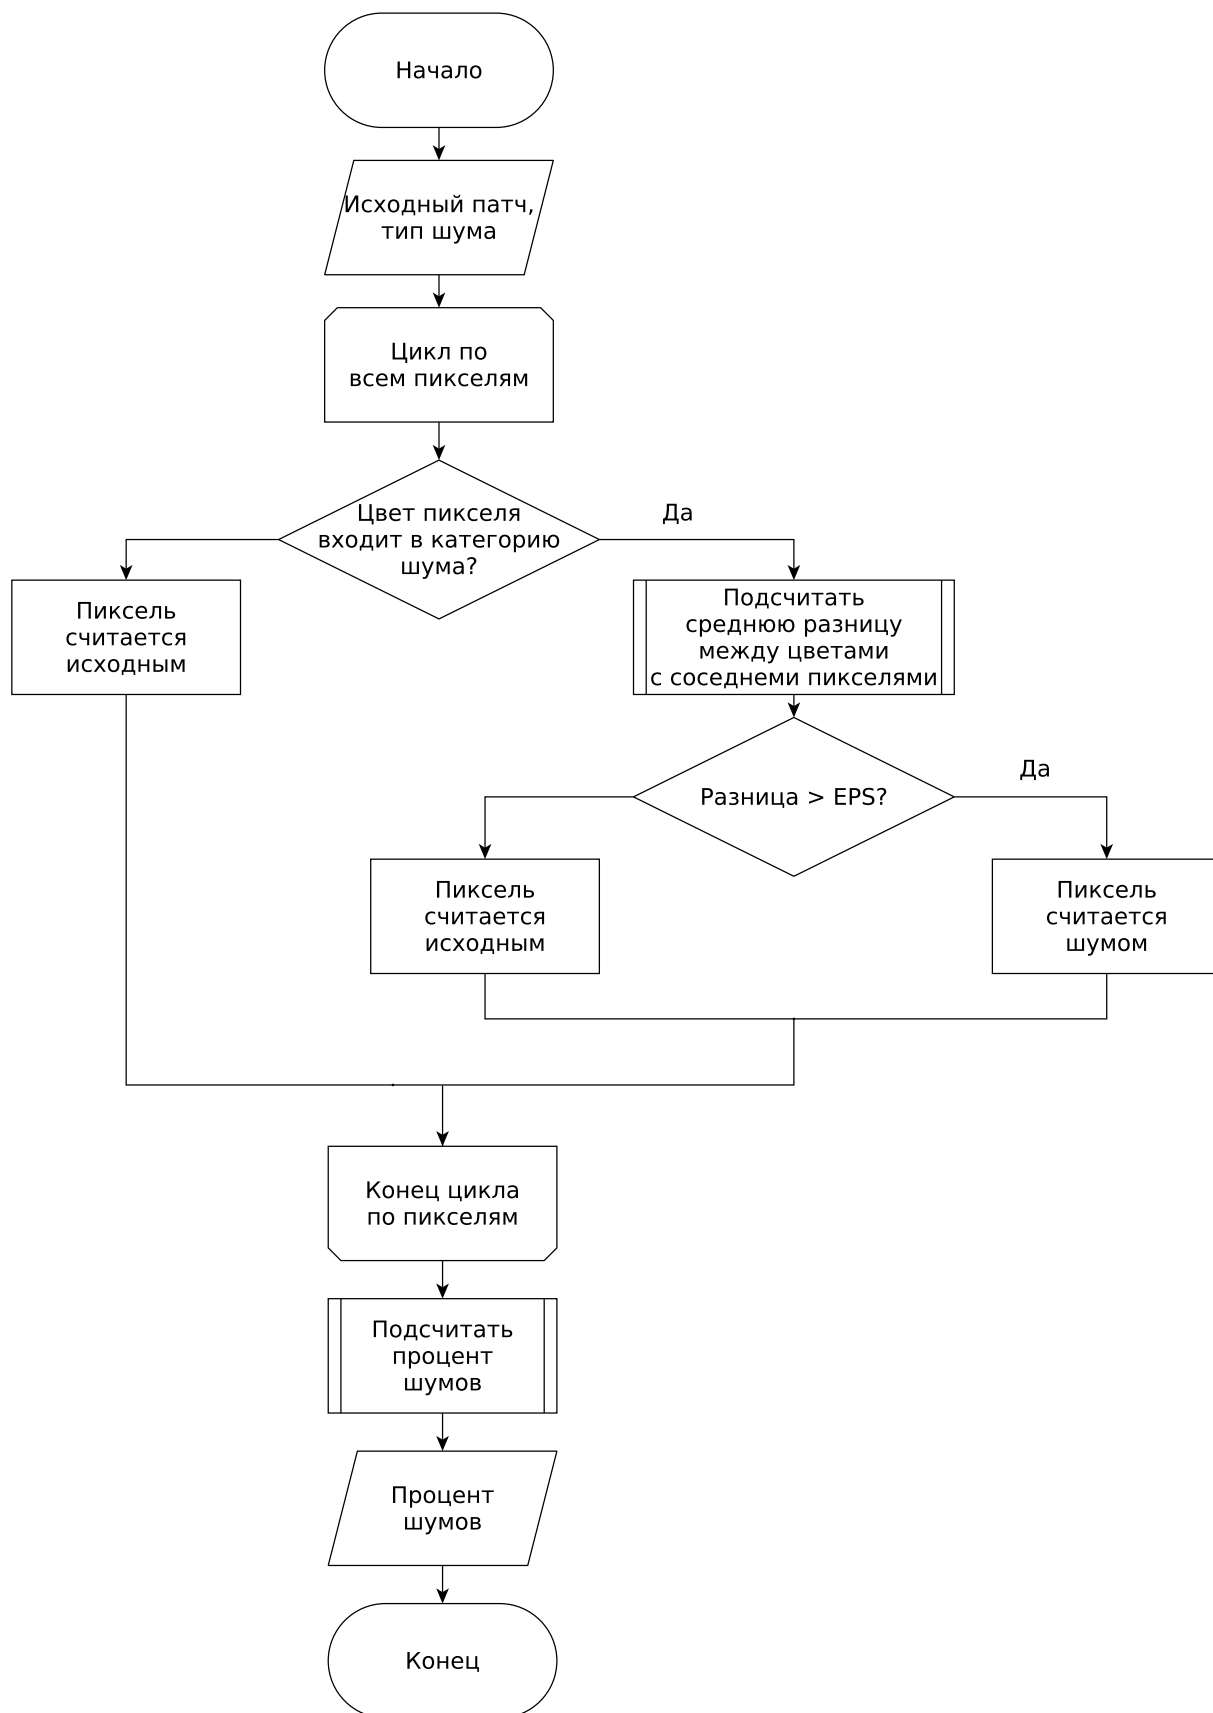 Начало
Исходный патч,
тип шума
Цикл по
всем пикселям
Цвет пикселя
входит в категорию
шума?
Да
Пиксель
считается
исходным
Подсчитать
среднюю разницу
между цветами
с соседнеми пикселями
Разница > EPS?
Да
Пиксель
считается
исходным
Пиксель
считается
шумом
Конец цикла
по пикселям
Подсчитать
процент
шумов
Процент
шумов
Конец